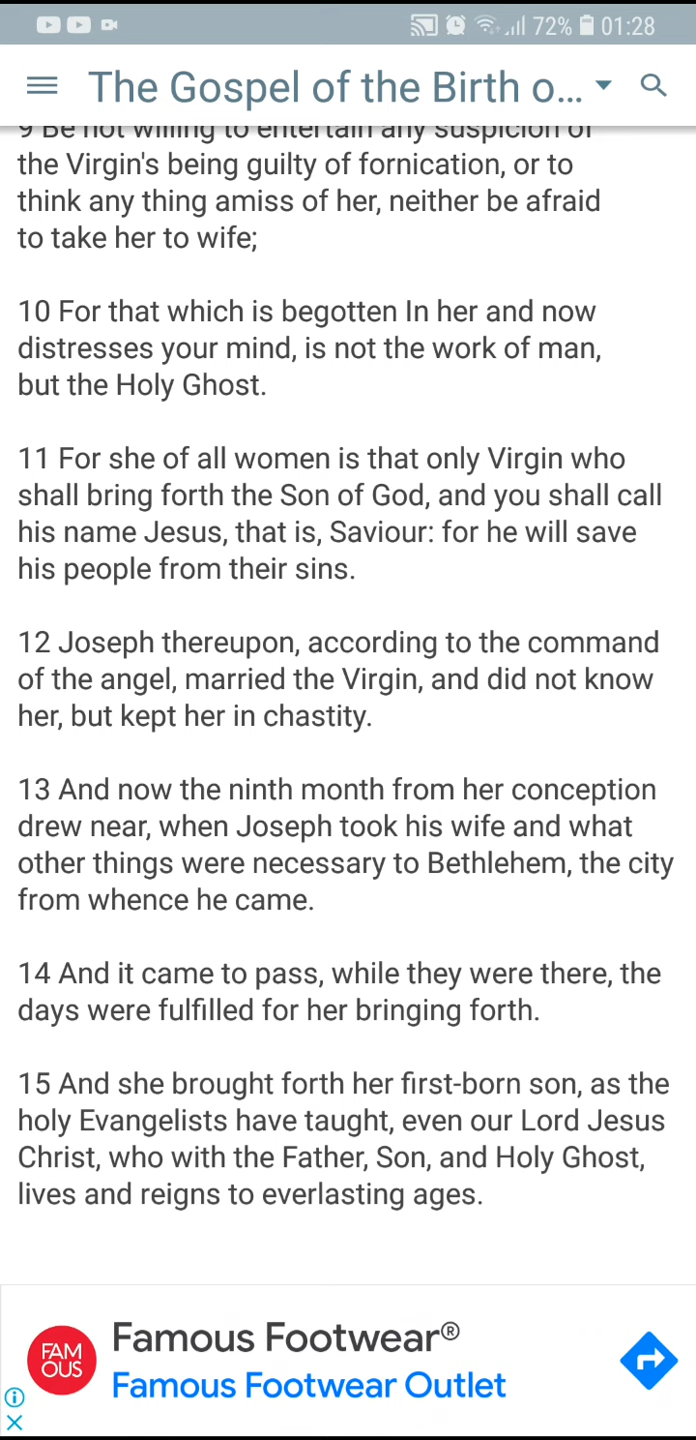 72% 01:28
The Gospel of the Birth o...
9 Be not willing to entertain any suspicion of
the Virgin's being guilty of fornication, or to
think any thing amiss of her, neither be afraid
to take her to wife;
10 For that which is begotten In her and now
distresses your mind, is not the work of man,
but the Holy Ghost.
11 For she of all women is that only Virgin who
shall bring forth the Son of God, and you shall call
his name Jesus, that is, Saviour: for he will save
his people from their sins.
12 Joseph thereupon, according to the command
of the angel, married the Virgin, and did not know
her, but kept her in chastity.
13 And now the ninth month from her conception
drew near, when Joseph took his wife and what
other things were necessary to Bethlehem, the city
from whence he came.
14 And it came to pass, while they were there, the
days were fulfilled for her bringing forth.
15 And she brought forth her first-born son, as the
holy Evangelists have taught, even our Lord Jesus
Christ, who with the Father, Son, and Holy Ghost,
lives and reigns to everlasting ages.
FAM
OUS
Famous Footwear®
Famous Footwear Outlet